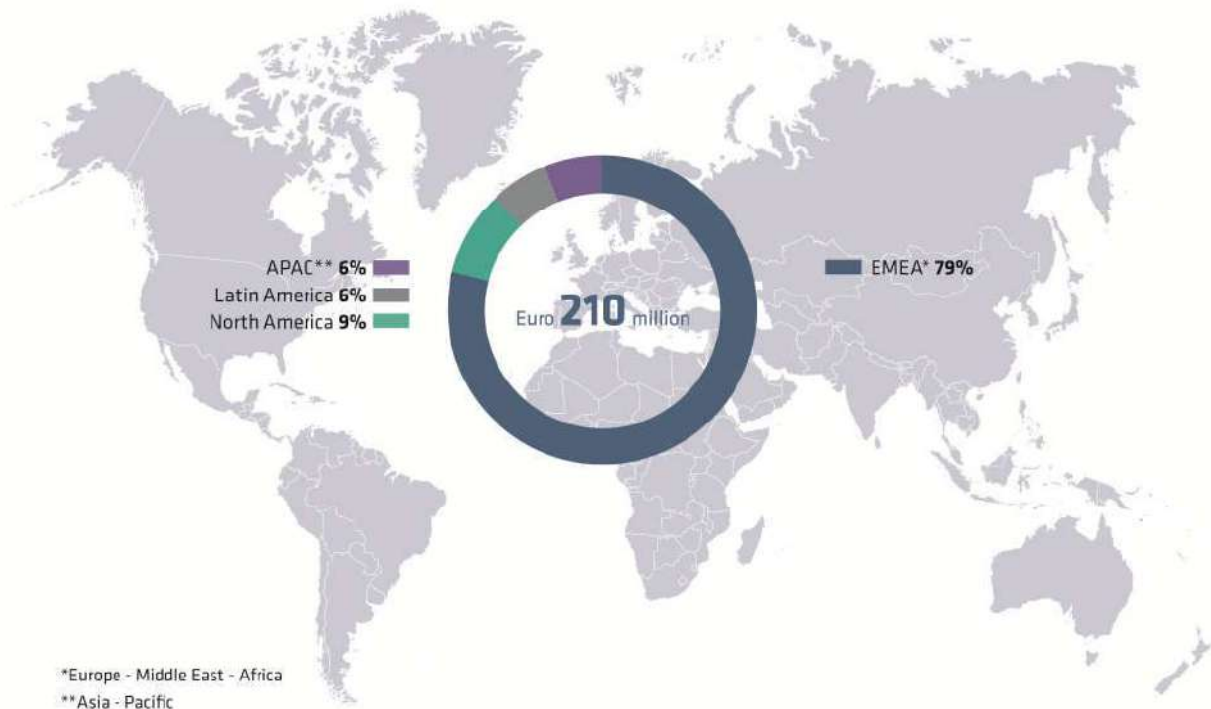 APAC** 6%
Latin America 6%
North America 9%
Euro 210 million
EMEA* 79%
*Europe - Middle East - Africa
**Asia - Pacific